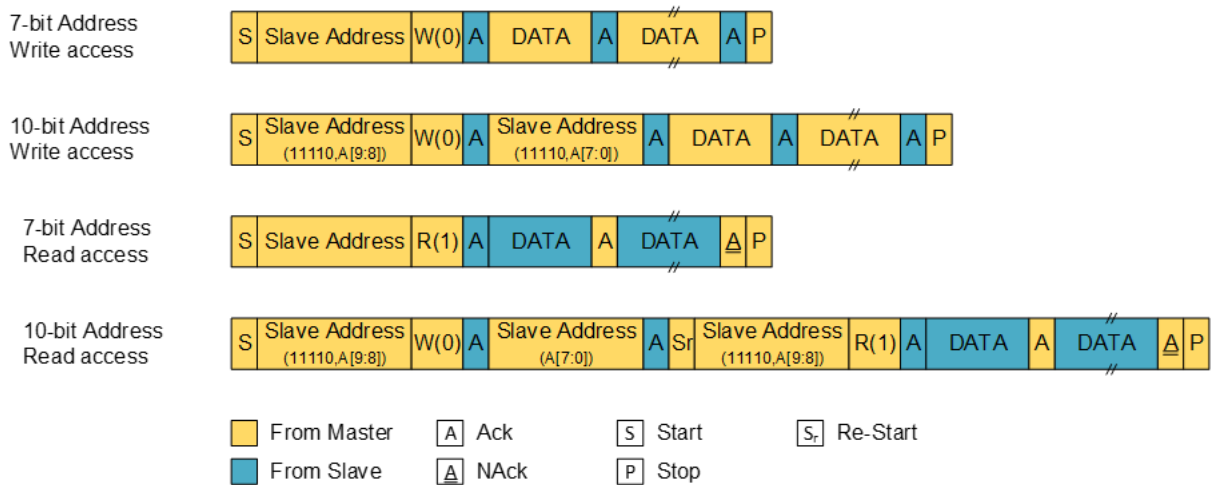 7-bit Address
Write access
S Slave Address W(0) A DATA A DATA A P
10-bit Address
Write access
S Slave Address (11110,A[9:8]) W(0) A Slave Address (11110,A[7:0]) A DATA A DATA A P
7-bit Address
Read access
S Slave Address R(1) A DATA A DATA A P
10-bit Address
Read access
S Slave Address (11110,A[9:8]) W(0) A Slave Address (A[7:0]) A Sr Slave Address (11110,A[9:8]) R(1) A DATA A DATA A P
From Master A Ack S Start Sr Re-Start
From Slave A NAck P Stop